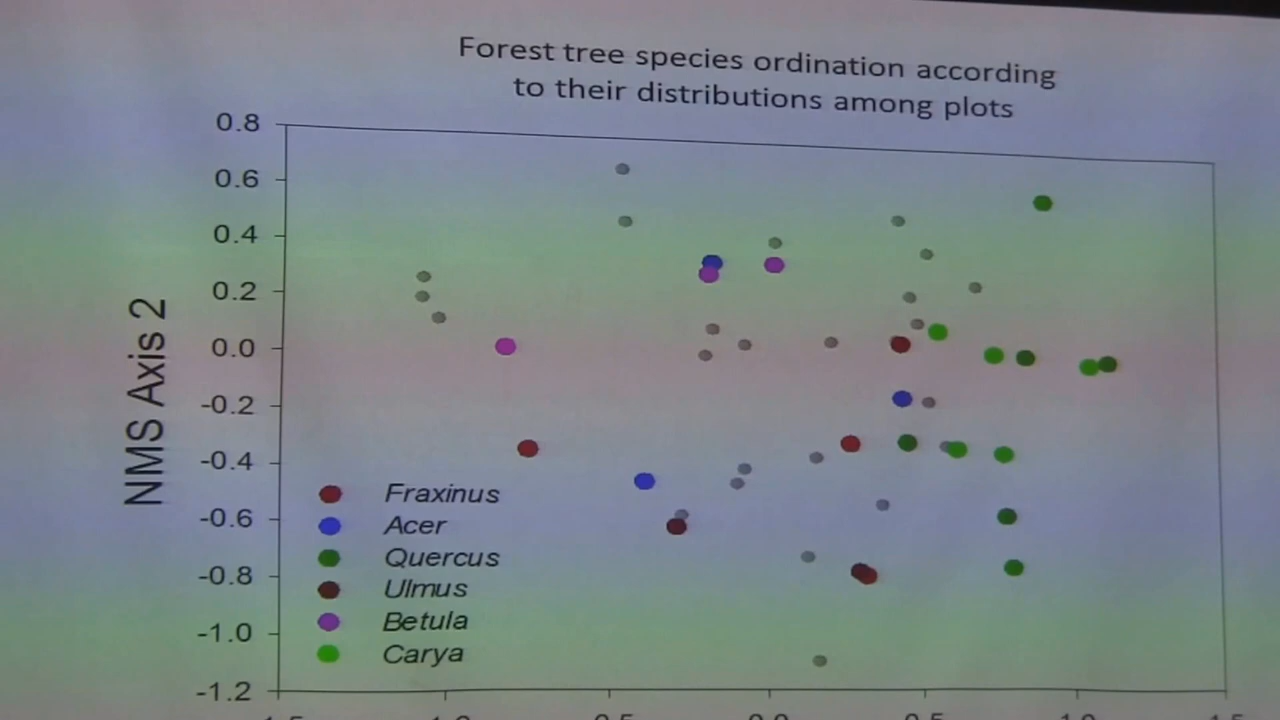 Forest tree species ordination according
to their distributions among plots
0.8
0.6
0.4
0.2
0.0
-0.2
-0.4
-0.6
-0.8
-1.0
-1.2
NMS Axis 2
Fraxinus
Acer
Quercus
Ulmus
Betula
Carya